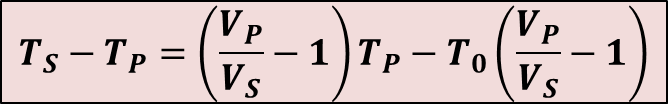 T_S − T_P = (V_P/V_S − 1) T_P − T_0 (V_P/V_S − 1)